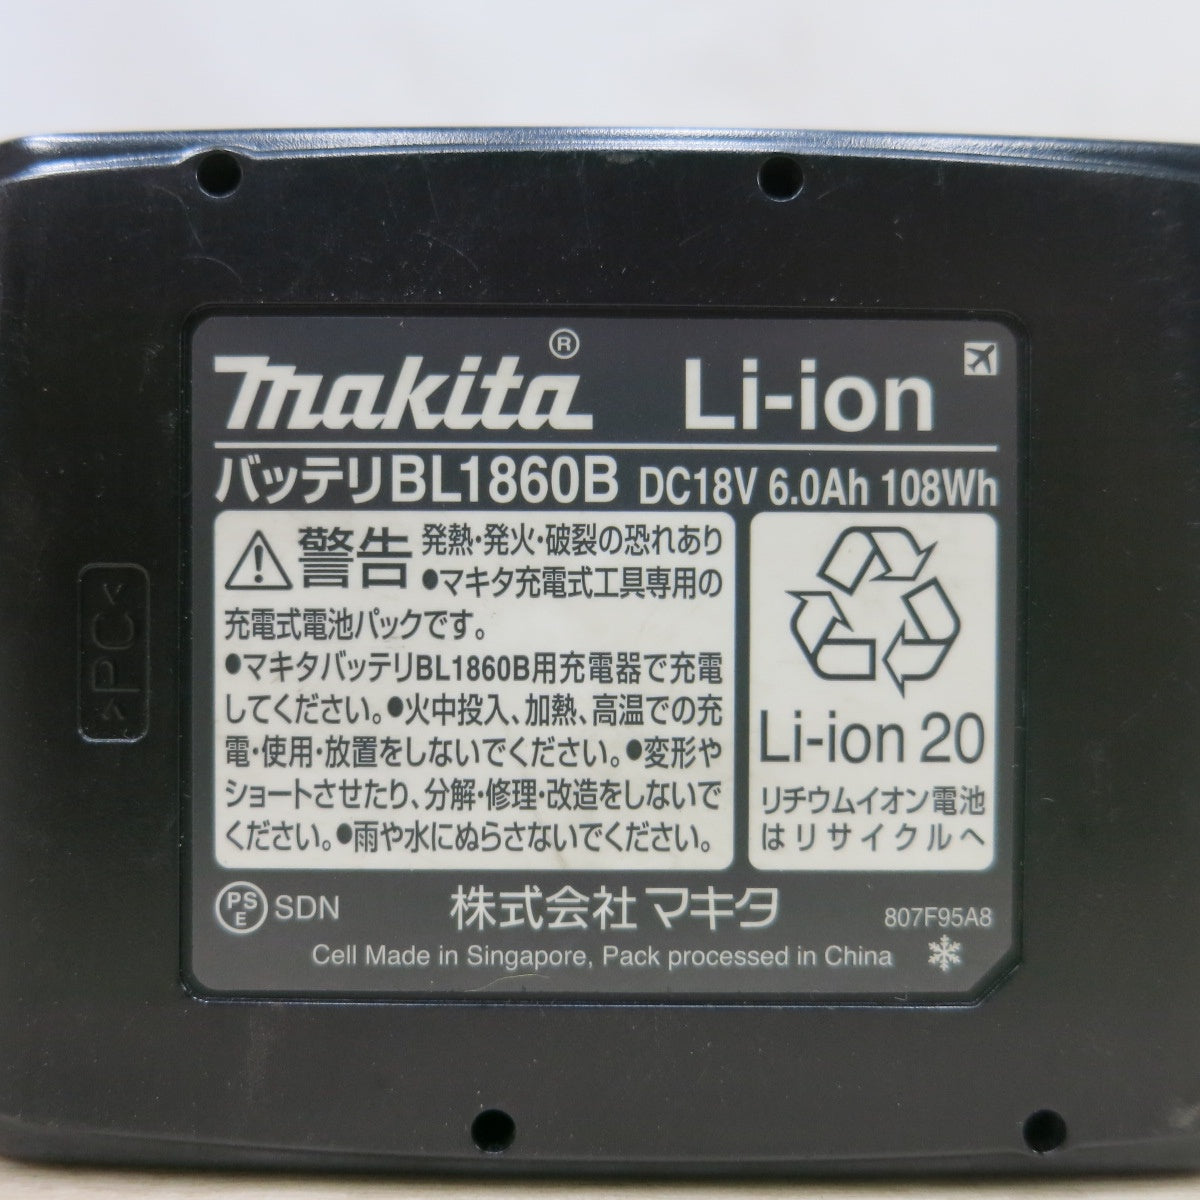 makita® Li-ion
バッテリBL1860B DC18V 6.0Ah 108Wh
警告 発熱・発火・破裂の恐れあり
●マキタ充電式工具専用の
充電式電池パックです。
●マキタバッテリBL1860B用充電器で充電
してください。●火中投入、加熱、高温での充
電・使用・放置をしないでください。●変形や
ショートさせたり、分解・修理・改造をしないで
ください。●雨や水にぬらさないでください。
Li-ion 20
リチウムイオン電池
はリサイクルへ
PSE SDN 株式会社マキタ 807F95A8
Cell Made in Singapore, Pack processed in China
>PC<